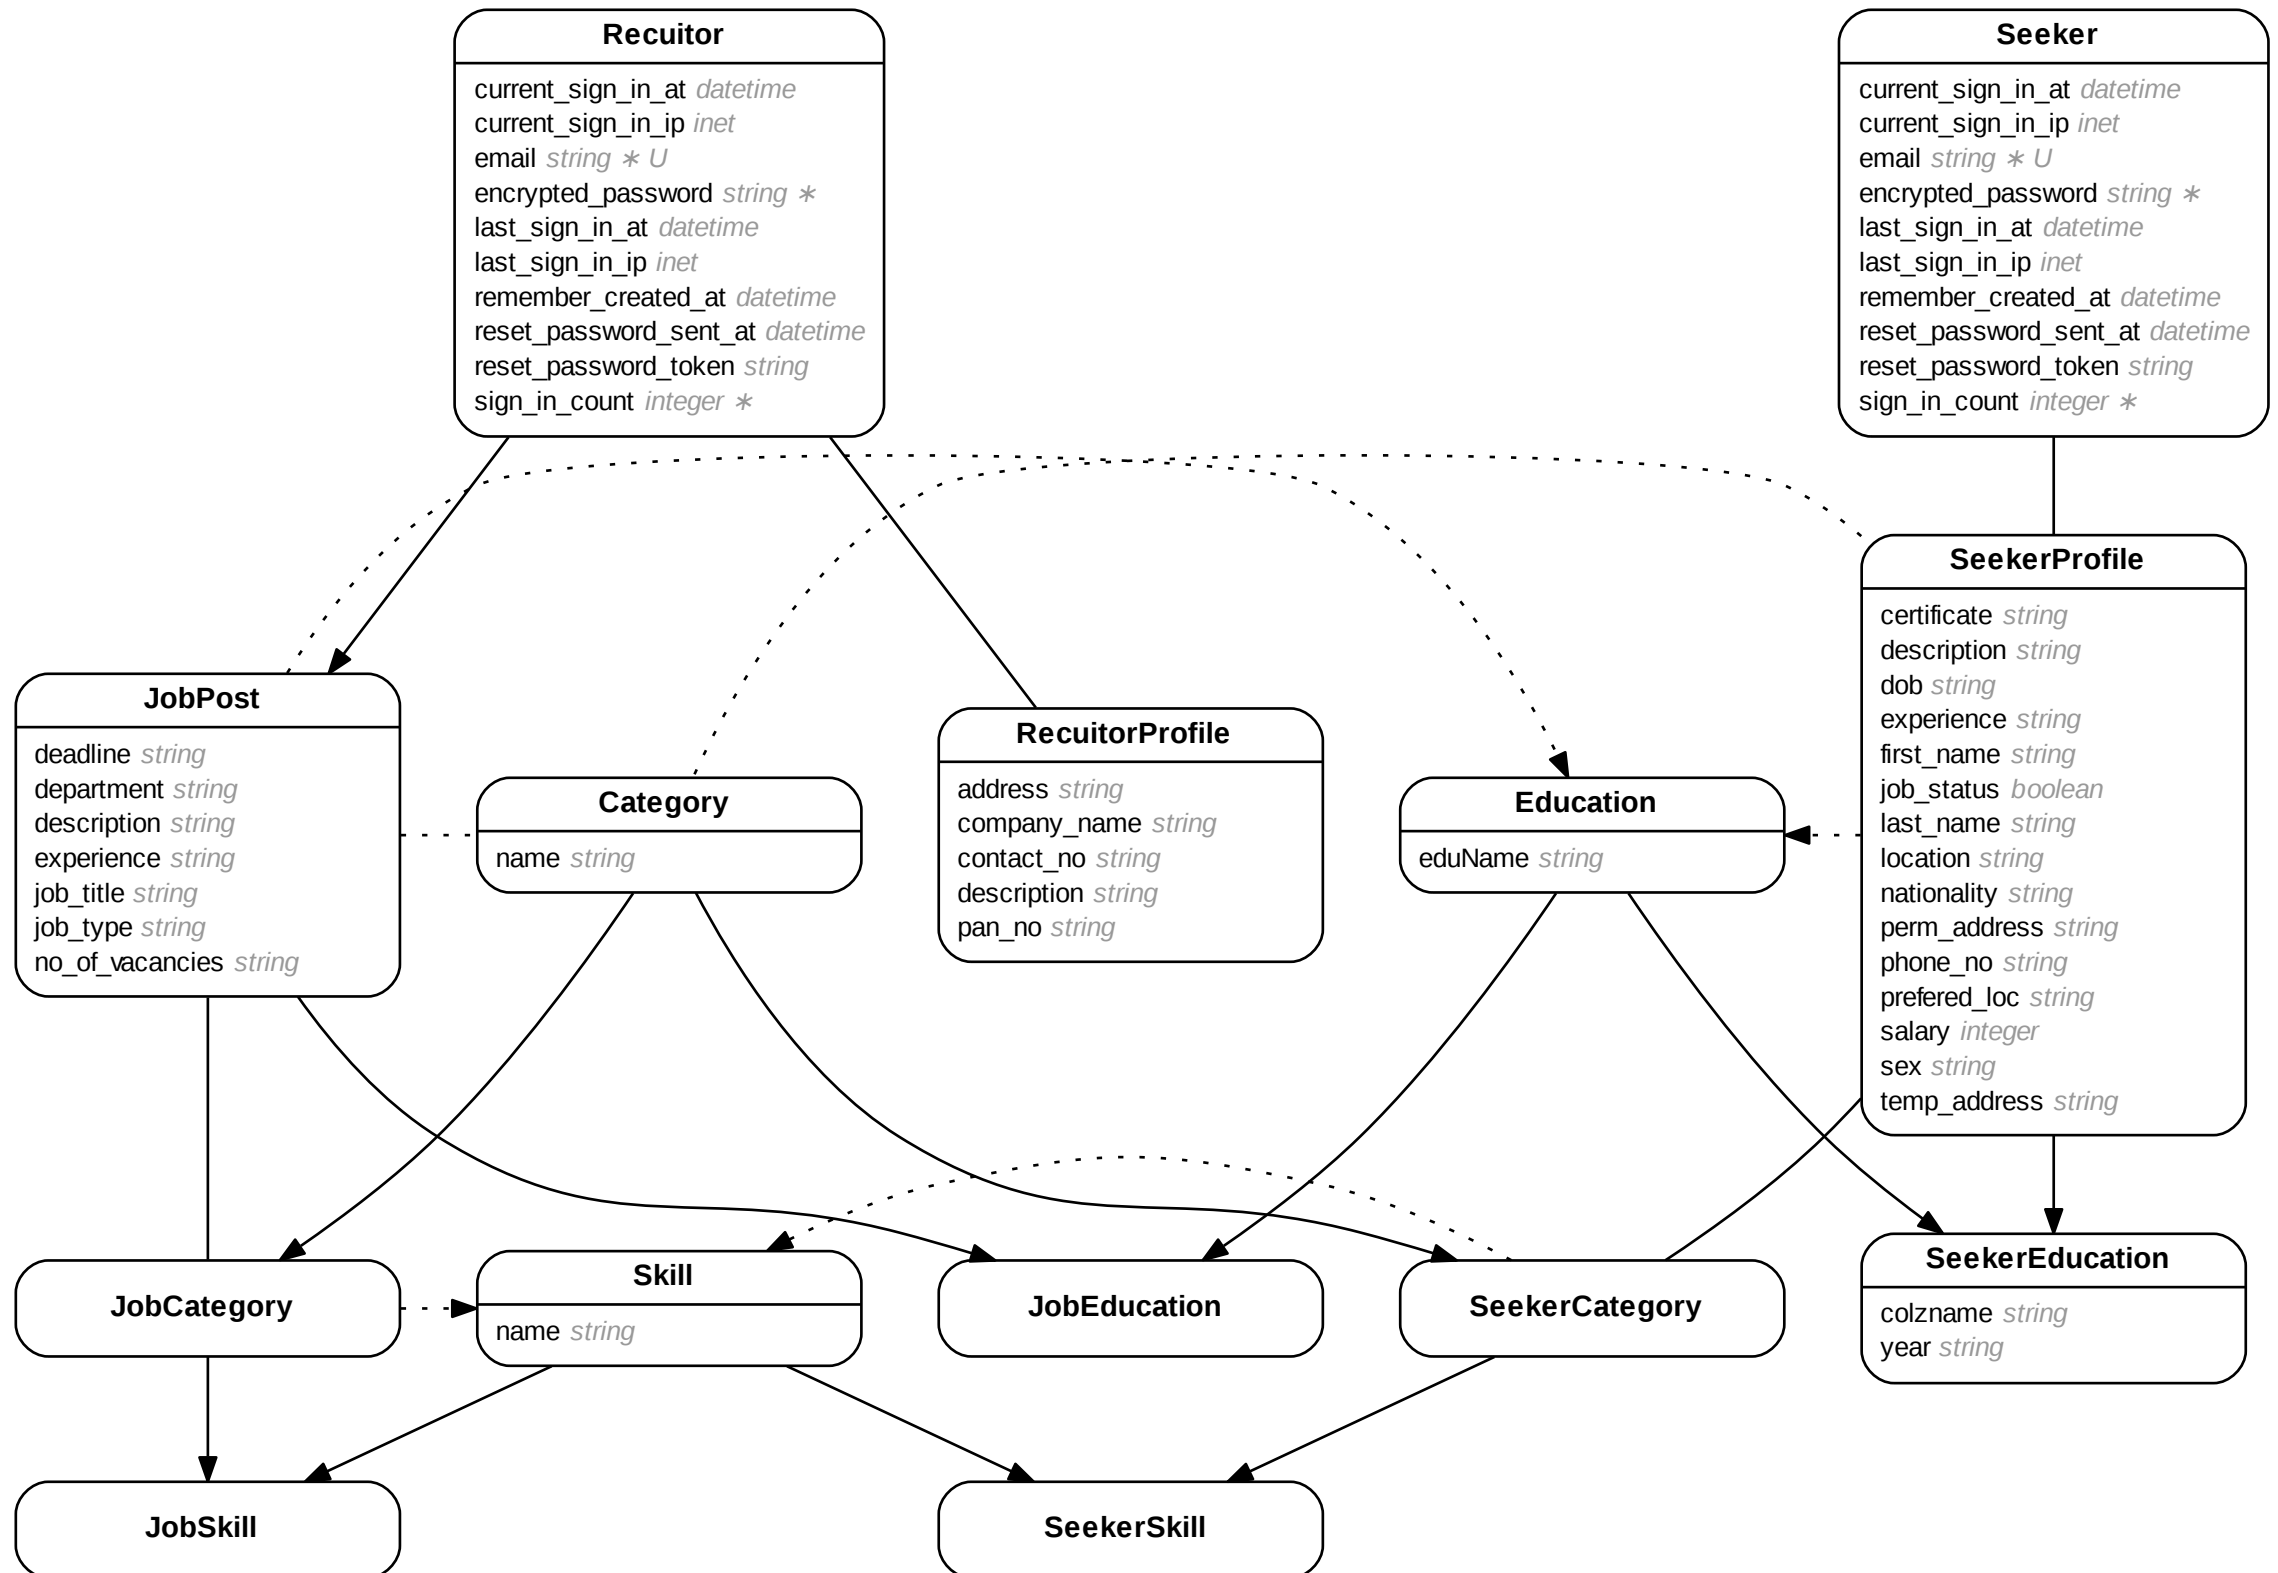 Recuitor
current_sign_in_at datetime
current_sign_in_ip inet
email string ∗ U
encrypted_password string ∗
last_sign_in_at datetime
last_sign_in_ip inet
remember_created_at datetime
reset_password_sent_at datetime
reset_password_token string
sign_in_count integer ∗
Seeker
current_sign_in_at datetime
current_sign_in_ip inet
email string ∗ U
encrypted_password string ∗
last_sign_in_at datetime
last_sign_in_ip inet
remember_created_at datetime
reset_password_sent_at datetime
reset_password_token string
sign_in_count integer ∗
JobPost
deadline string
department string
description string
experience string
job_title string
job_type string
no_of_vacancies string
Category
name string
RecuitorProfile
address string
company_name string
contact_no string
description string
pan_no string
Education
eduName string
SeekerProfile
certificate string
description string
dob string
experience string
first_name string
job_status boolean
last_name string
location string
nationality string
perm_address string
phone_no string
prefered_loc string
salary integer
sex string
temp_address string
JobCategory
Skill
name string
JobEducation
SeekerCategory
SeekerEducation
colzname string
year string
JobSkill
SeekerSkill